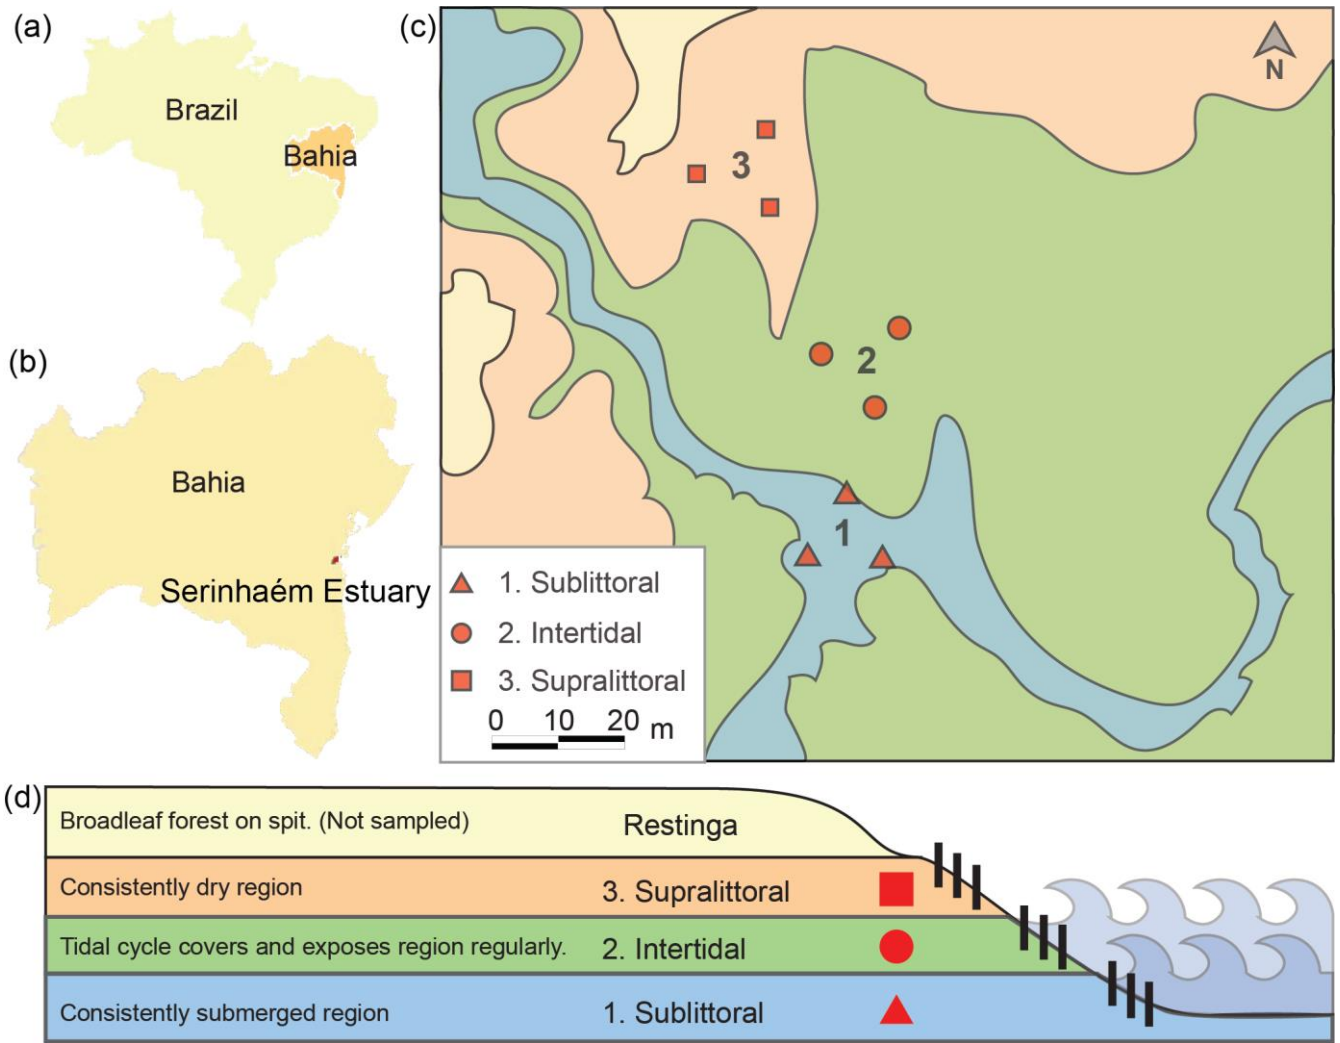 (a)
Brazil
Bahia
(b)
Bahia
Serinhaém Estuary
(c)
N
3
2
1
1. Sublittoral
2. Intertidal
3. Supralittoral
0 10 20 m
(d)
Broadleaf forest on spit. (Not sampled) Restinga
Consistently dry region 3. Supralittoral
Tidal cycle covers and exposes region regularly. 2. Intertidal
Consistently submerged region 1. Sublittoral